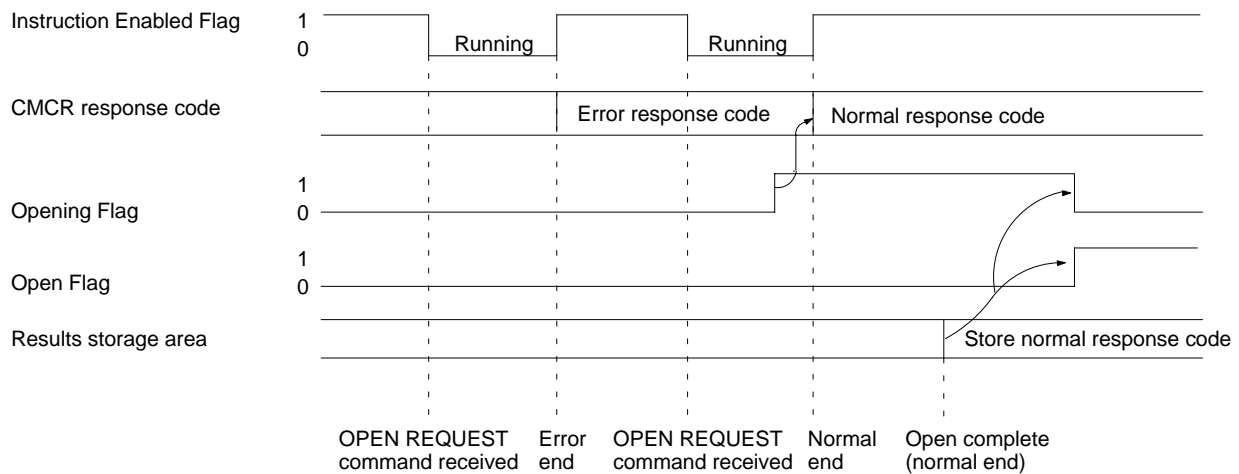 Instruction Enabled Flag
1
0
Running
Running
CMCR response code
Error response code
Normal response code
1
Opening Flag
0
1
Open Flag
0
Results storage area
Store normal response code
OPEN REQUEST
command received
Error
end
OPEN REQUEST
command received
Normal
end
Open complete
(normal end)